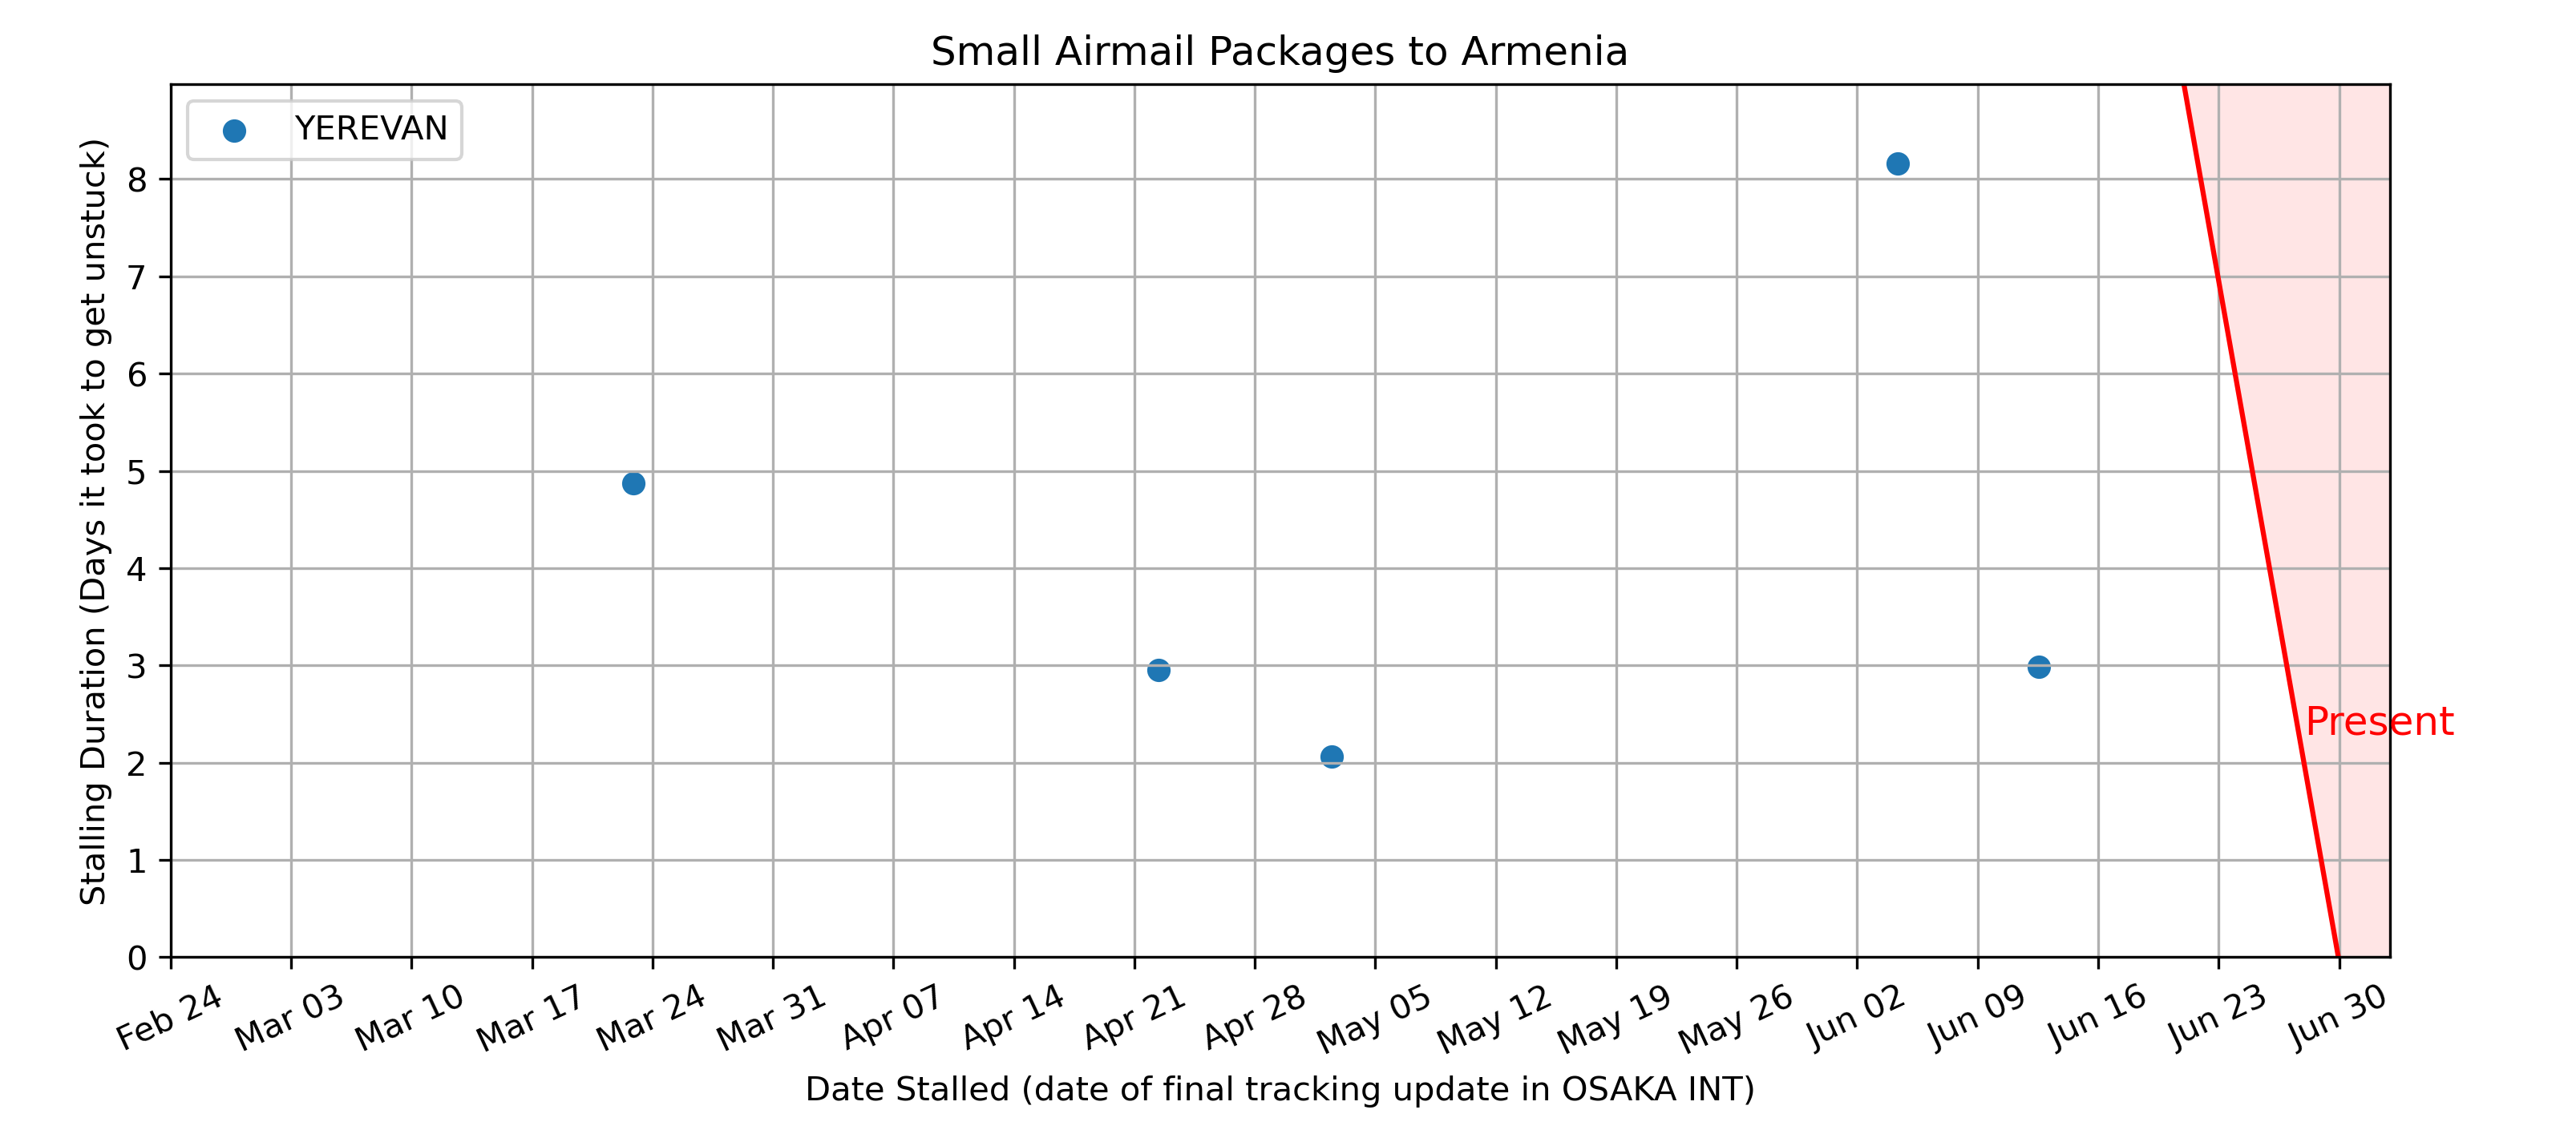 Small Airmail Packages to Armenia
YEREVAN
Stalling Duration (Days it took to get unstuck)
8
7
6
5
4
3
2
1
0
Present
Feb 24 Mar 03 Mar 10 Mar 17 Mar 24 Mar 31 Apr 07 Apr 14 Apr 21 Apr 28 May 05 May 12 May 19 May 26 Jun 02 Jun 09 Jun 16 Jun 23 Jun 30
Date Stalled (date of final tracking update in OSAKA INT)